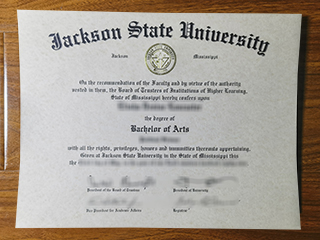 Jackson State University
Jackson Mississippi
On the recommendation of the Faculty and by virtue of the authority
vested in them, the Board of Trustees of Institutions of Higher Learning,
State of Mississippi hereby confers upon
the degree of
Bachelor of Arts
with all the rights, privileges, honors and immunities thereunto appertaining.
Given at Jackson State University in the State of Mississippi this
the
President of the Board of Trustees President of University
Vice President for Academic Affairs Registrar